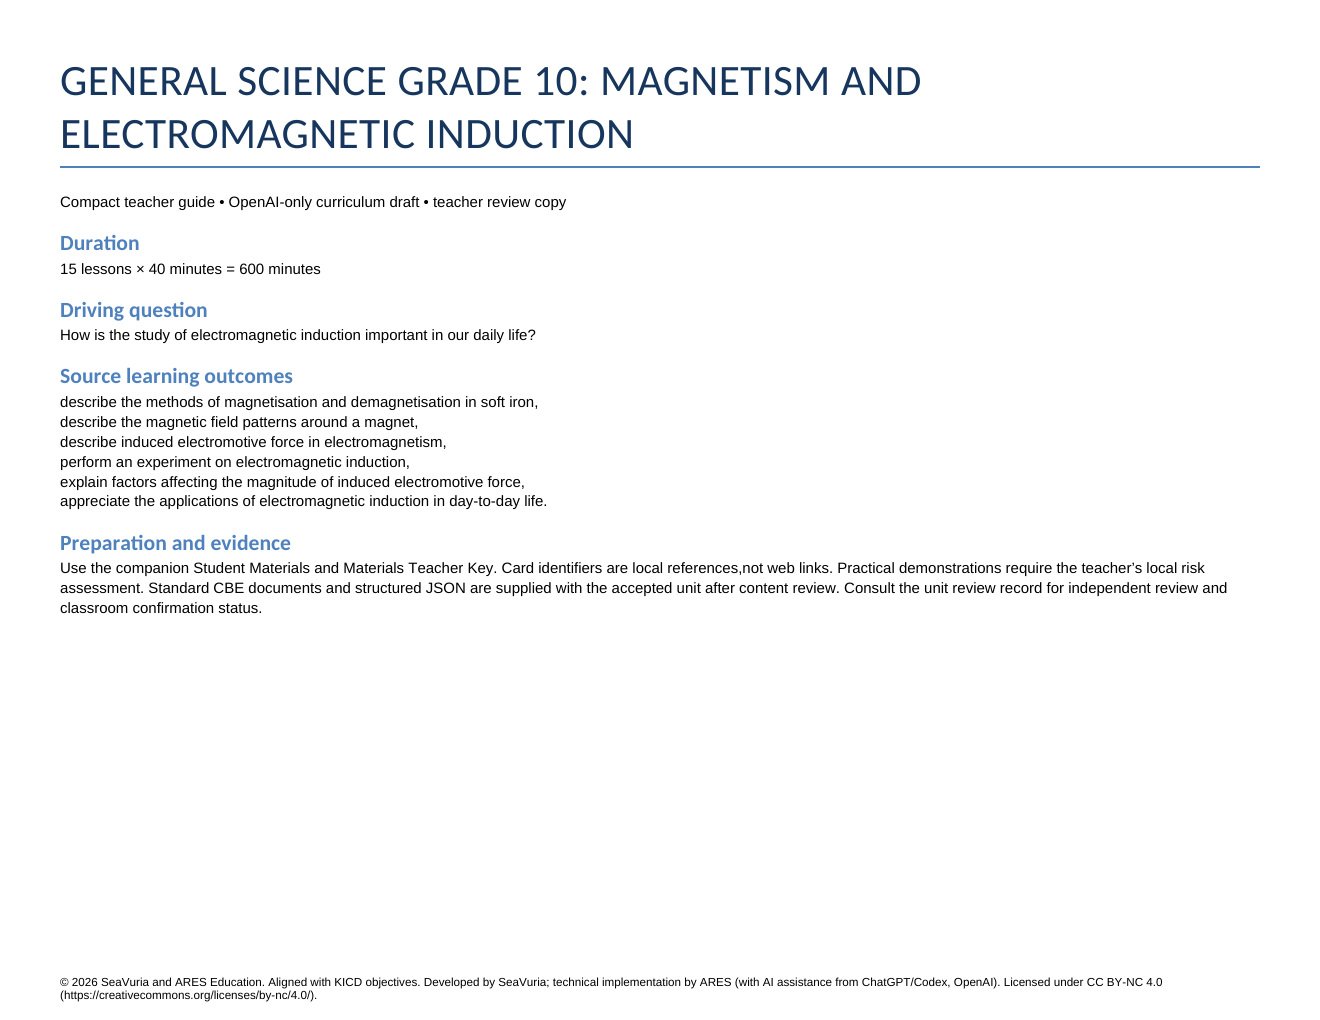 GENERAL SCIENCE GRADE 10: MAGNETISM AND
ELECTROMAGNETIC INDUCTION
Compact teacher guide • OpenAI-only curriculum draft • teacher review copy
Duration
15 lessons × 40 minutes = 600 minutes
Driving question
How is the study of electromagnetic induction important in our daily life?
Source learning outcomes
describe the methods of magnetisation and demagnetisation in soft iron,
describe the magnetic field patterns around a magnet,
describe induced electromotive force in electromagnetism,
perform an experiment on electromagnetic induction,
explain factors affecting the magnitude of induced electromotive force,
appreciate the applications of electromagnetic induction in day-to-day life.
Preparation and evidence
Use the companion Student Materials and Materials Teacher Key. Card identifiers are local references,not web links. Practical demonstrations require the teacher’s local risk
assessment. Standard CBE documents and structured JSON are supplied with the accepted unit after content review. Consult the unit review record for independent review and
classroom confirmation status.
© 2026 SeaVuria and ARES Education. Aligned with KICD objectives. Developed by SeaVuria; technical implementation by ARES (with AI assistance from ChatGPT/Codex, OpenAI). Licensed under CC BY-NC 4.0
(https://creativecommons.org/licenses/by-nc/4.0/).